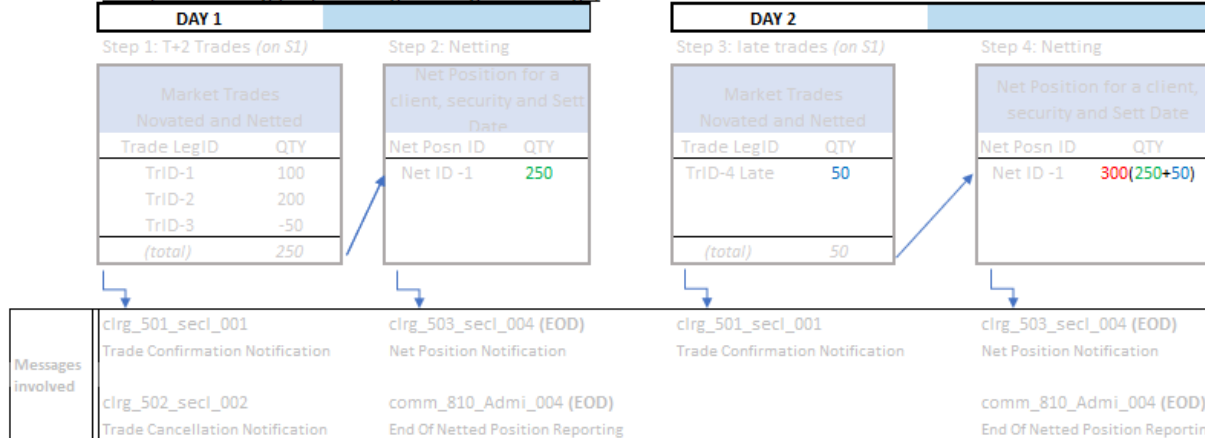 DAY 1
DAY 2
Step 1: T+2 Trades (on S1)
Step 2: Netting
Step 3: late trades (on S1)
Step 4: Netting
Market Trades
Novated and Netted
Net Position for a
client, security and Sett
Date
Market Trades
Novated and Netted
Net Position for a client,
security and Sett Date
Trade LegID QTY
Net Posn ID QTY
Trade LegID QTY
Net Posn ID QTY
TrID-1 100
Net ID -1 250
TrID-4 Late 50
Net ID -1 300(250+50)
TrID-2 200
TrID-3 -50
(total) 250
(total) 50
Messages
involved
clrg_501_secl_001
clrg_503_secl_004 (EOD)
clrg_501_secl_001
clrg_503_secl_004 (EOD)
Trade Confirmation Notification
Net Position Notification
Trade Confirmation Notification
Net Position Notification
clrg_502_secl_002
comm_810_Admi_004 (EOD)
comm_810_Admi_004 (EOD)
Trade Cancellation Notification
End Of Netted Position Reporting
End Of Netted Position Reportin